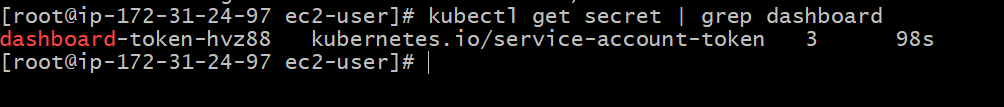 [root@ip-172-31-24-97 ec2-user]# kubectl get secret | grep dashboard
dashboard-token-hvz88   kubernetes.io/service-account-token   3      98s
[root@ip-172-31-24-97 ec2-user]#